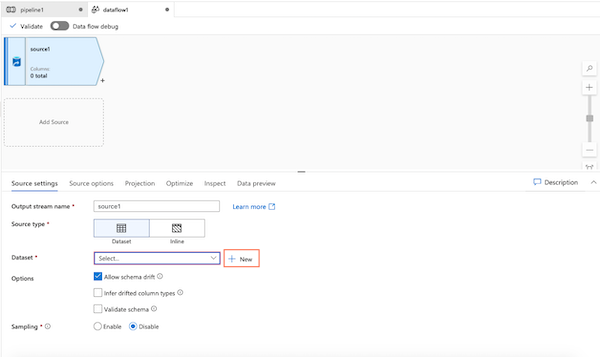 pipeline1
dataflow1
Validate
Data flow debug
source1
Columns:
0 total
+
Add Source
Source settings
Source options
Projection
Optimize
Inspect
Data preview
Description
Output stream name *
source1
Learn more
Source type *
Dataset
Inline
Dataset *
Select...
+ New
Options
Allow schema drift
Infer drifted column types
Validate schema
Sampling *
Enable
Disable